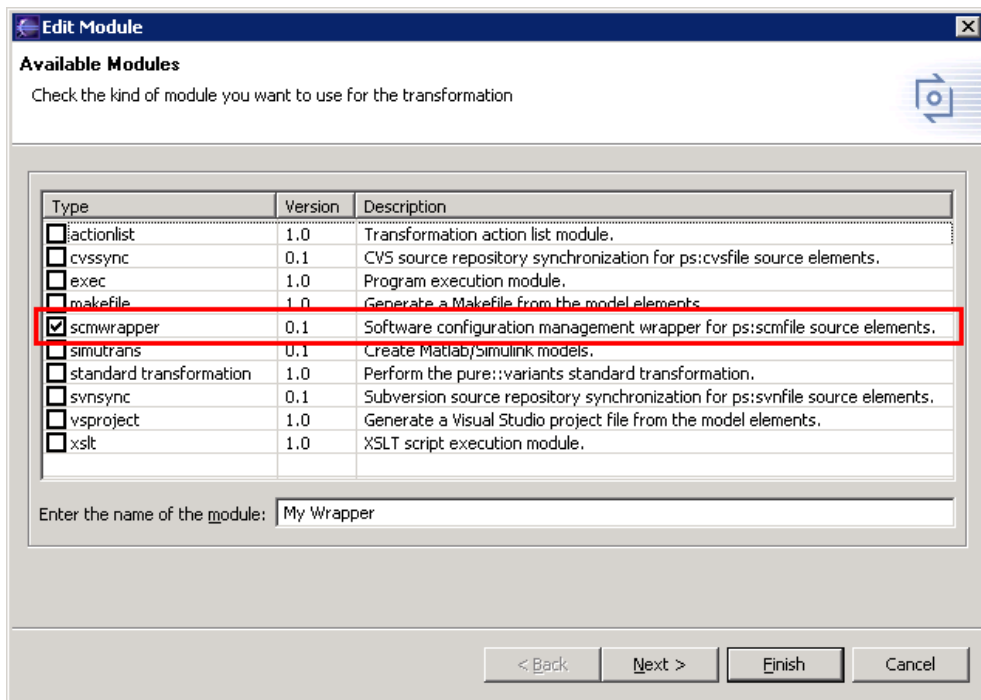 Edit Module
Available Modules
Check the kind of module you want to use for the transformation
Type Version Description
actionlist 1.0 Transformation action list module.
cvssync 0.1 CVS source repository synchronization for ps:cvsfile source elements.
exec 1.0 Program execution module.
makefile 1.0 Generate a Makefile from the model elements
scmwrapper 0.1 Software configuration management wrapper for ps:scmfile source elements.
simutrans 0.1 Create Matlab/Simulink models.
standard transformation 1.0 Perform the pure::variants standard transformation.
svnsync 0.1 Subversion source repository synchronization for ps:svnfile source elements.
vsproject 1.0 Generate a Visual Studio project file from the model elements.
xslt 1.0 XSLT script execution module.
Enter the name of the module: My Wrapper
< Back Next > Finish Cancel